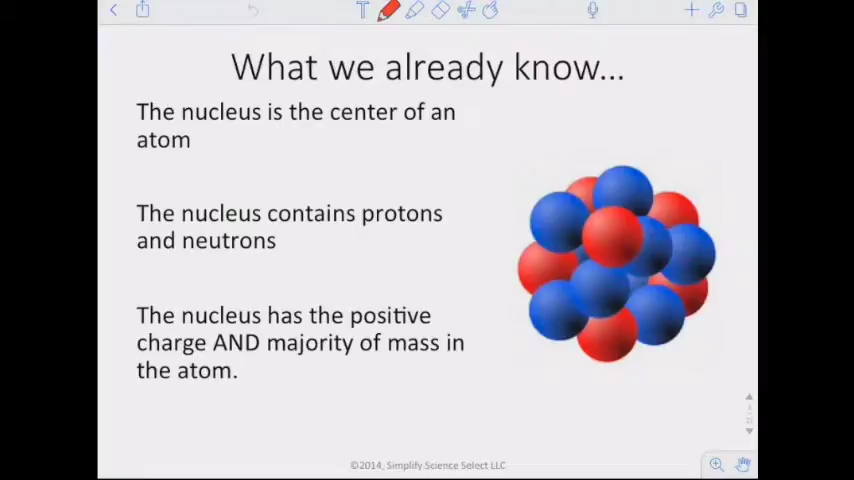 What we already know...
The nucleus is the center of an
atom
The nucleus contains protons
and neutrons
The nucleus has the positive
charge AND majority of mass in
the atom.
©2014, Simplify Science Select LLC